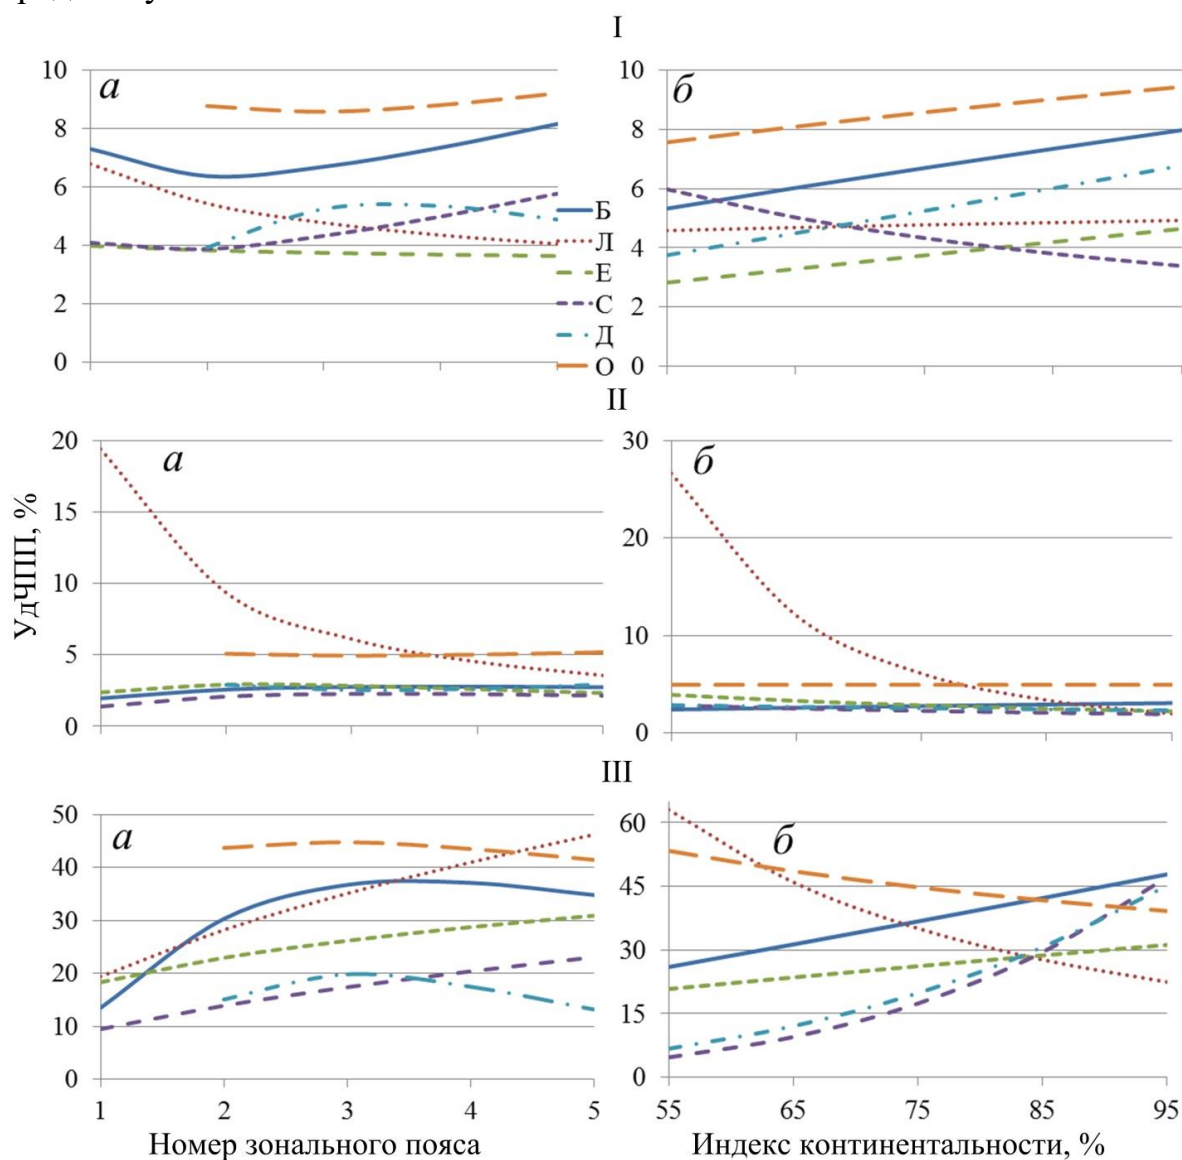 I
а
10
8
6
4
2
0
Б
Л
Е
С
Д
О
б
10
8
6
4
2
0
II
УдЧПП, %
а
20
15
10
5
0
б
30
20
10
0
III
а
50
40
30
20
10
0
1 2 3 4 5
Номер зонального пояса
б
60
45
30
15
0
55 65 75 85 95
Индекс континентальности, %